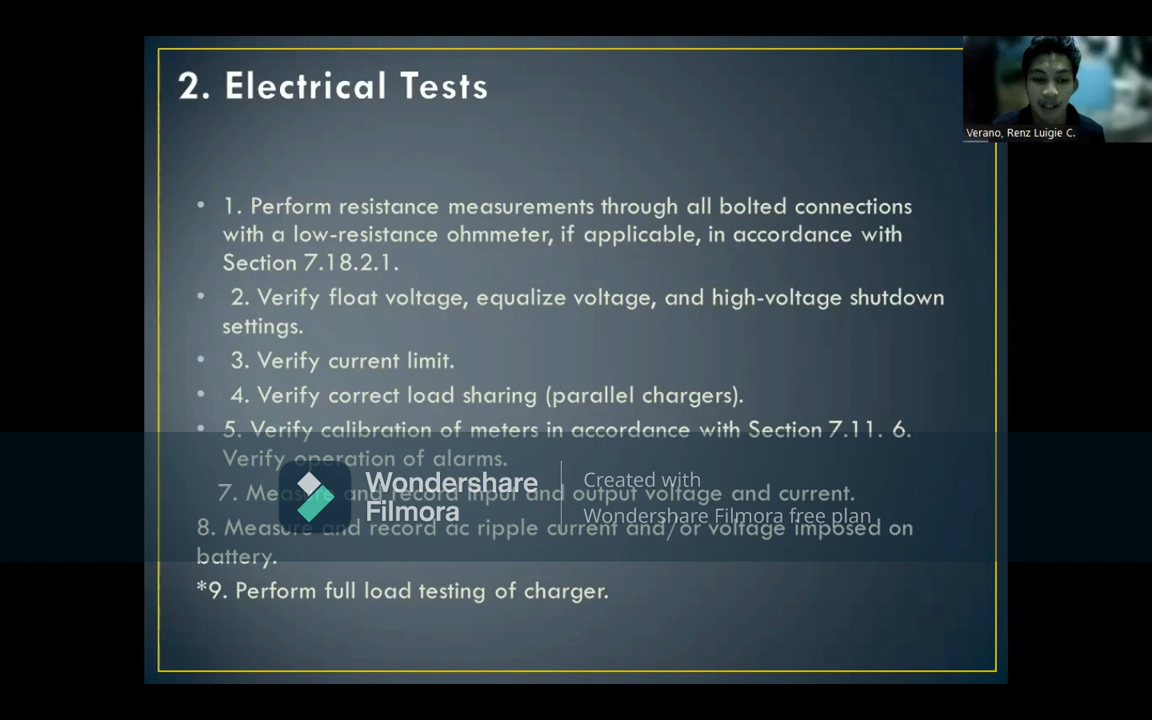 2. Electrical Tests
Verano, Renz Luigie C.
• 1. Perform resistance measurements through all bolted connections
with a low-resistance ohmmeter, if applicable, in accordance with
Section 7.18.2.1.
• 2. Verify float voltage, equalize voltage, and high-voltage shutdown
settings.
• 3. Verify current limit.
• 4. Verify correct load sharing (parallel chargers).
• 5. Verify calibration of meters in accordance with Section 7.11. 6.
Verify operation of alarms.
7. Measure and record input and output voltage and current.
8. Measure and record ac ripple current and/or voltage imposed on
battery.
*9. Perform full load testing of charger.
Wondershare
Filmora
Created with
Wondershare Filmora free plan